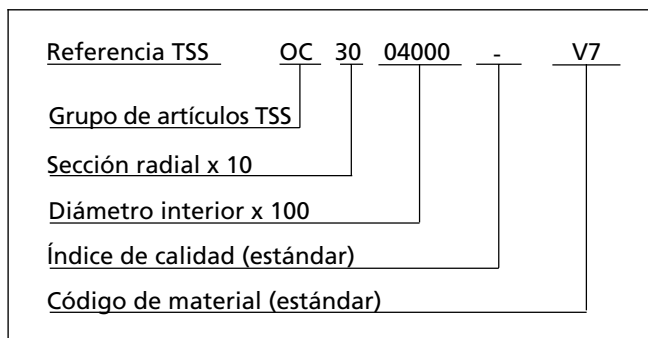 Referencia TSS OC 30 04000 - V7
Grupo de artículos TSS
Sección radial x 10
Diámetro interior x 100
Índice de calidad (estándar)
Código de material (estándar)